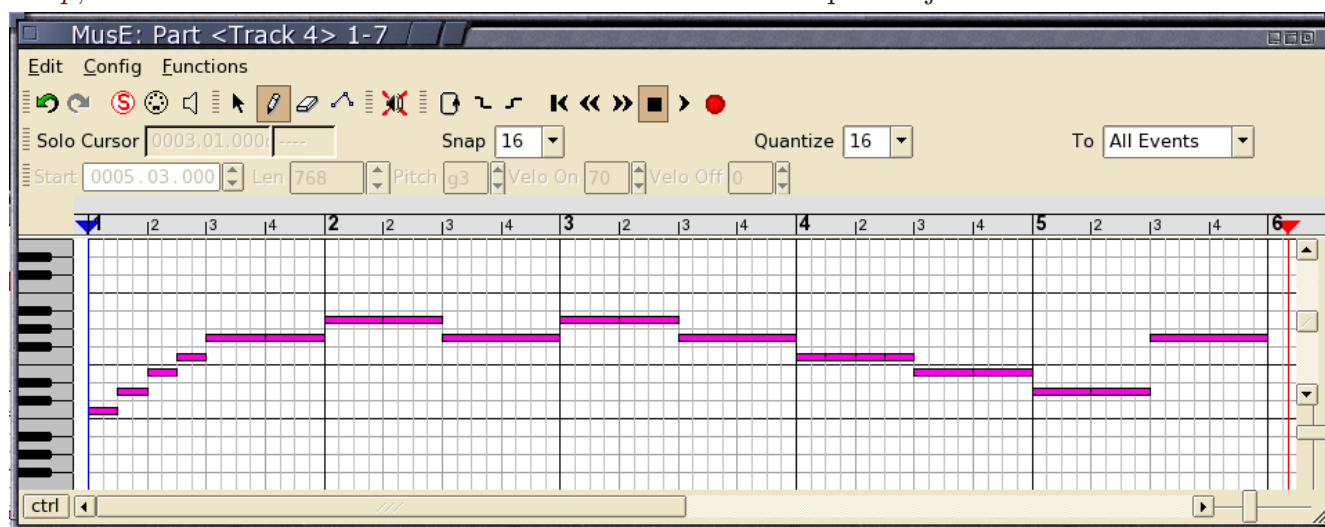 MusE: Part <Track 4> 1-7
Edit Config Functions
Solo Cursor 0003.01.000 ---- Snap 16 Quantize 16 To All Events
Start 0005.03.000 Len 768 Pitch g3 Velo On 70 Velo Off 0
1 2 3 4 2 2 3 4 3 2 3 4 4 2 3 4 5 2 3 4 6
ctrl